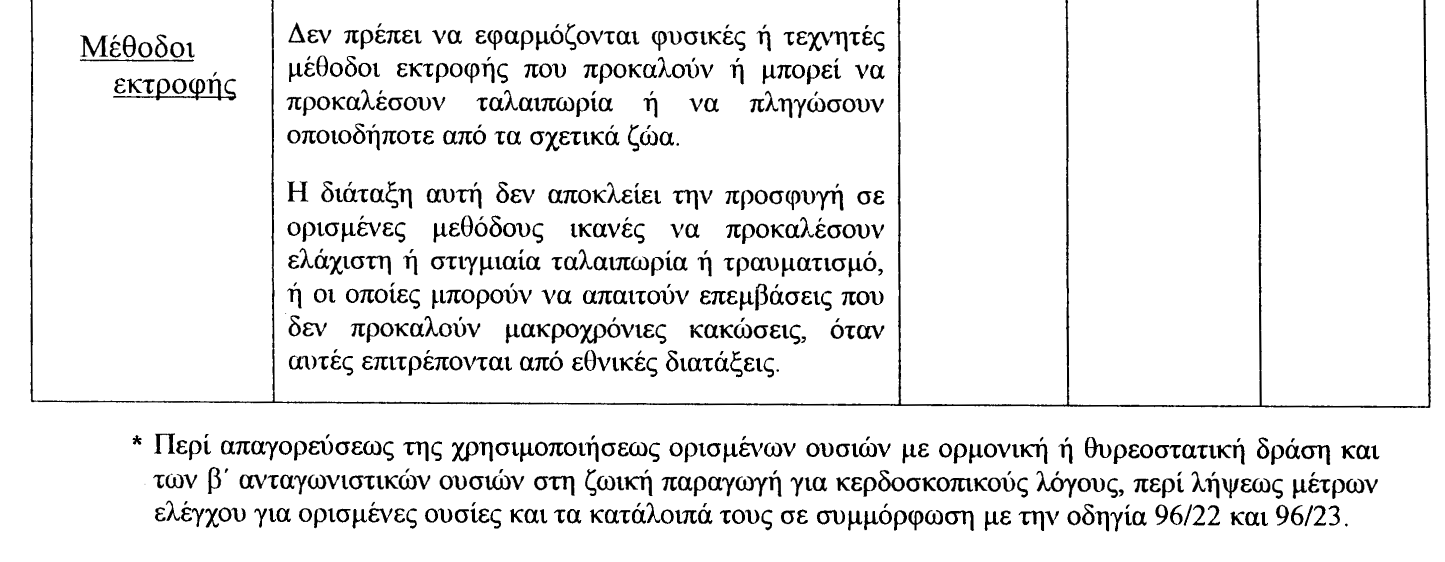 Μέθοδοι
εκτροφής
Δεν πρέπει να εφαρμόζονται φυσικές ή τεχνητές
μέθοδοι εκτροφής που προκαλούν ή μπορεί να
προκαλέσουν ταλαιπωρία ή να πληγώσουν
οποιοδήποτε από τα σχετικά ζώα.
Η διάταξη αυτή δεν αποκλείει την προσφυγή σε
ορισμένες μεθόδους ικανές να προκαλέσουν
ελάχιστη ή στιγμιαία ταλαιπωρία ή τραυματισμό,
ή οι οποίες μπορούν να απαιτούν επεμβάσεις που
δεν προκαλούν μακροχρόνιες κακώσεις, όταν
αυτές επιτρέπονται από εθνικές διατάξεις.
* Περί απαγορεύσεως της χρησιμοποιήσεως ορισμένων ουσιών με ορμονική ή θυρεοστατική δράση και
των β΄ ανταγωνιστικών ουσιών στη ζωική παραγωγή για κερδοσκοπικούς λόγους, περί λήψεως μέτρων
ελέγχου για ορισμένες ουσίες και τα κατάλοιπά τους σε συμμόρφωση με την οδηγία 96/22 και 96/23.